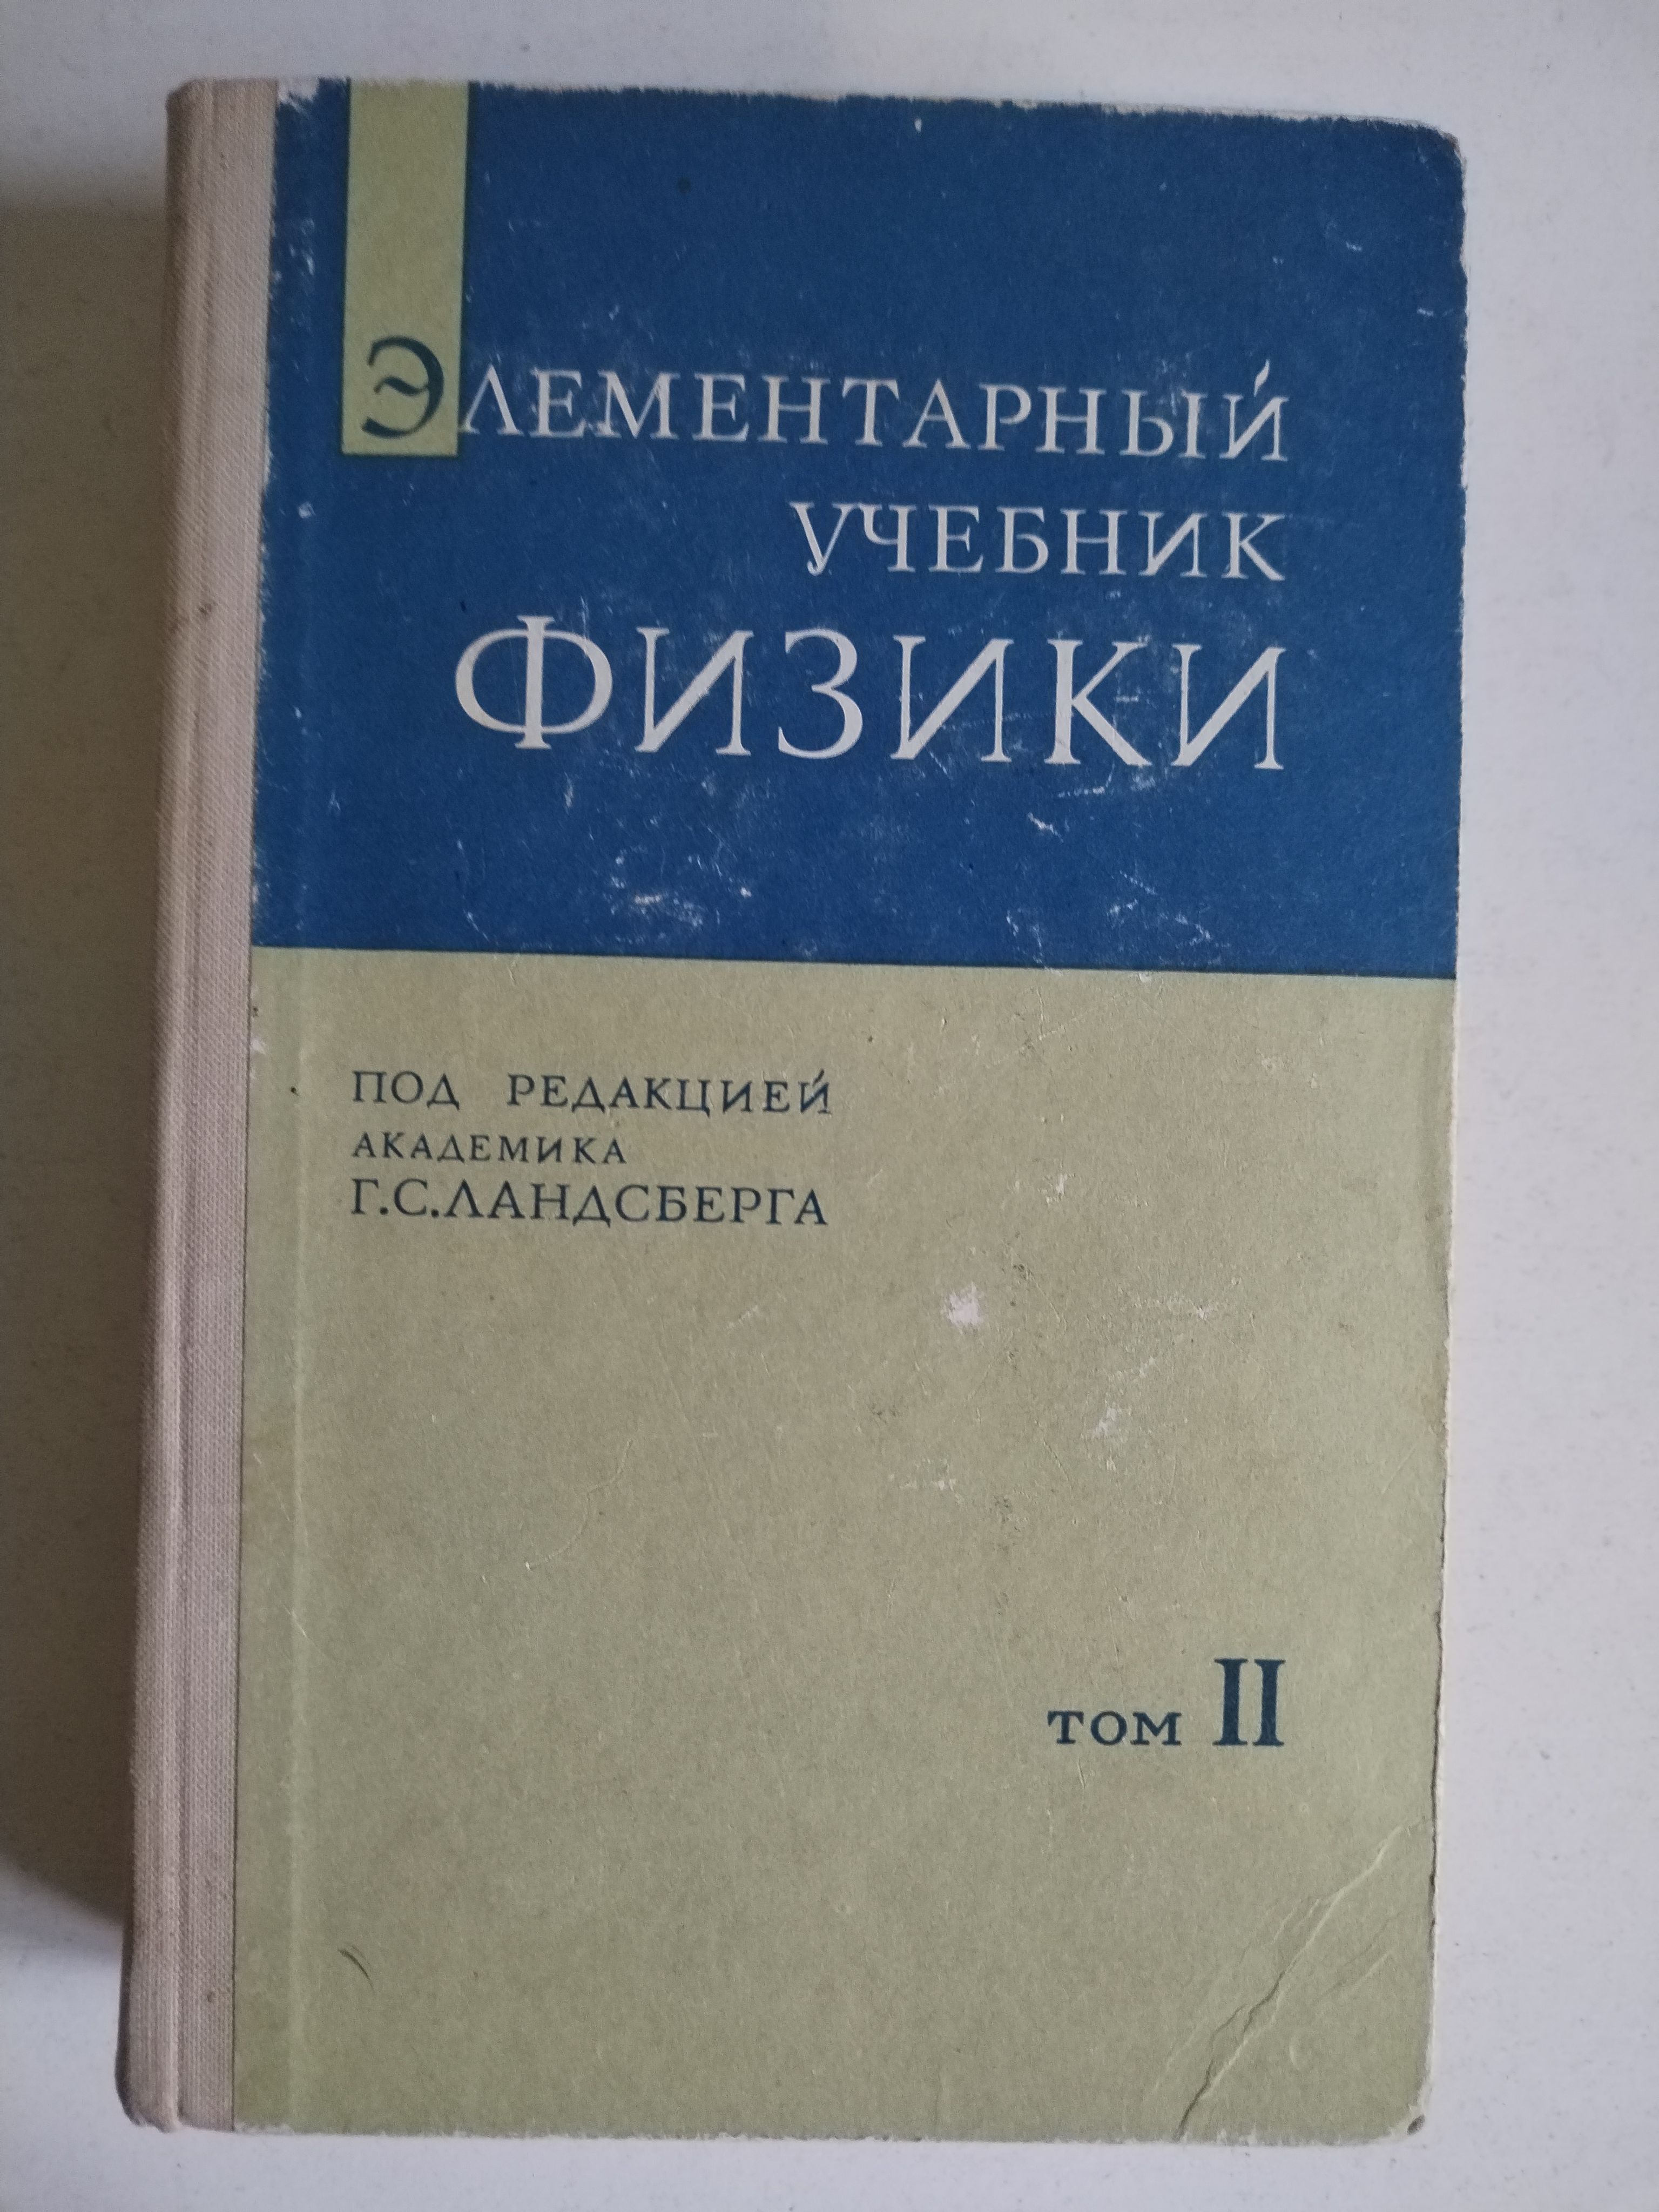 ЭЛЕМЕНТАРНЫЙ
УЧЕБНИК
ФИЗИКИ
ПОД РЕДАКЦИЕЙ
АКАДЕМИКА
Г.С.ЛАНДСБЕРГА
ТОМ II